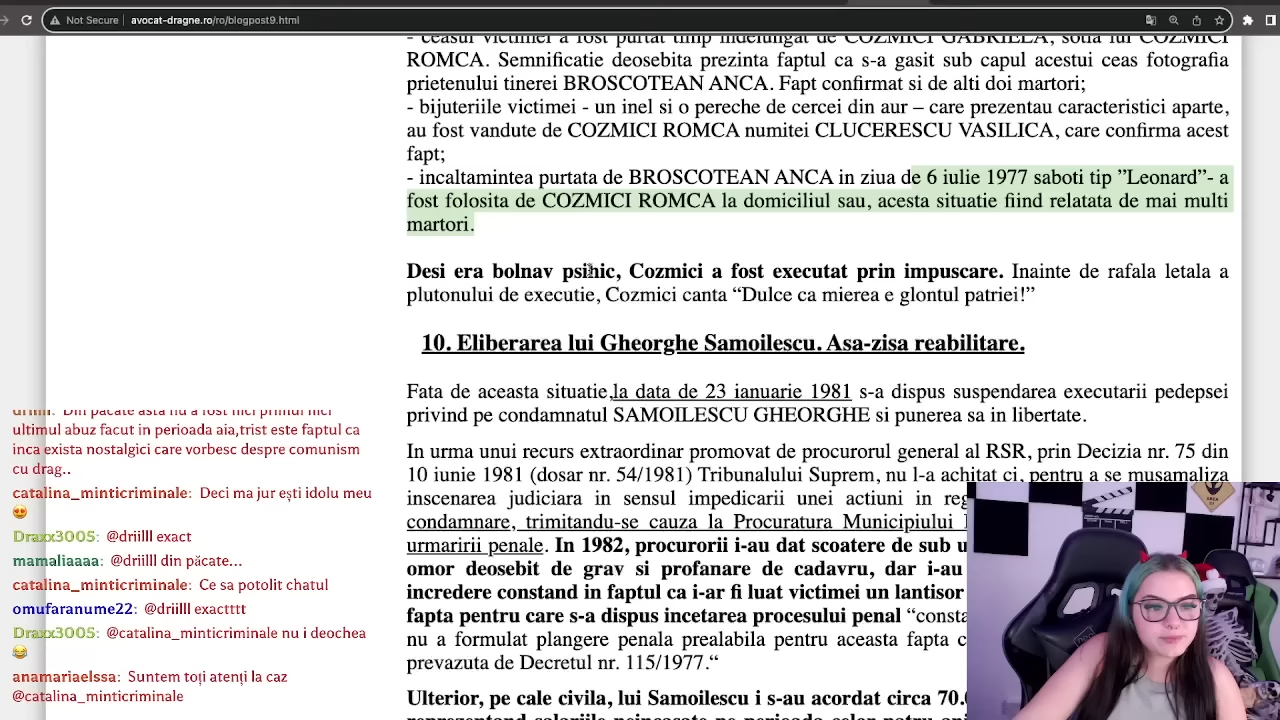 Not Secure | avocat-dragne.ro/ro/blogpost9.html
- ceasul victimei a fost purtat timp indelungat de COZMICI GABRIELA, sotia lui COZMICI
ROMCA. Semnificatie deosebita prezinta faptul ca s-a gasit sub capul acestui ceas fotografia
prietenului tinerei BROSCOTEAN ANCA. Fapt confirmat si de alti doi martori;
- bijuteriile victimei - un inel si o pereche de cercei din aur – care prezentau caracteristici aparte,
au fost vandute de COZMICI ROMCA numitei CLUCERESCU VASILICA, care confirma acest
fapt;
- incaltamintea purtata de BROSCOTEAN ANCA in ziua de 6 iulie 1977 saboti tip ”Leonard”- a
fost folosita de COZMICI ROMCA la domiciliul sau, acesta situatie fiind relatata de mai multi
martori.
Desi era bolnav psihic, Cozmici a fost executat prin impuscare. Inainte de rafala letala a
plutonului de executie, Cozmici canta “Dulce ca mierea e glontul patriei!”
10. Eliberarea lui Gheorghe Samoilescu. Asa-zisa reabilitare.
Fata de aceasta situatie,la data de 23 ianuarie 1981 s-a dispus suspendarea executarii pedepsei
privind pe condamnatul SAMOILESCU GHEORGHE si punerea sa in libertate.
In urma unui recurs extraordinar promovat de procurorul general al RSR, prin Decizia nr. 75 din
10 iunie 1981 (dosar nr. 54/1981) Tribunalului Suprem, nu l-a achitat ci, pentru a se musamaliza
inscenarea judiciara in sensul impedicarii unei actiuni in reg
condamnare, trimitandu-se cauza la Procuratura Municipiului
urmaririi penale. In 1982, procurorii i-au dat scoatere de sub u
omor deosebit de grav si profanare de cadavru, dar i-au
incredere constand in faptul ca i-ar fi luat victimei un lantisor
fapta pentru care s-a dispus incetarea procesului penal “consta
nu a formulat plangere penala prealabila pentru aceasta fapta c
prevazuta de Decretul nr. 115/1977.“
Ulterior, pe cale civila, lui Samoilescu i s-au acordat circa 70.
driilll: Din păcate asta nu a fost nici primul nici
ultimul abuz facut in perioada aia,trist este faptul ca
inca exista nostalgici care vorbesc despre comunism
cu drag..
catalina_minticriminale: Deci ma jur ești idolu meu
😍
Draxx3005: @driilll exact
mamaliaaaa: @driilll din păcate...
catalina_minticriminale: Ce sa potolit chatul
omufaranume22: @driilll exactttt
Draxx3005: @catalina_minticriminale nu i deochea
😂
anamariaelssa: Suntem toți atenți la caz
@catalina_minticriminale